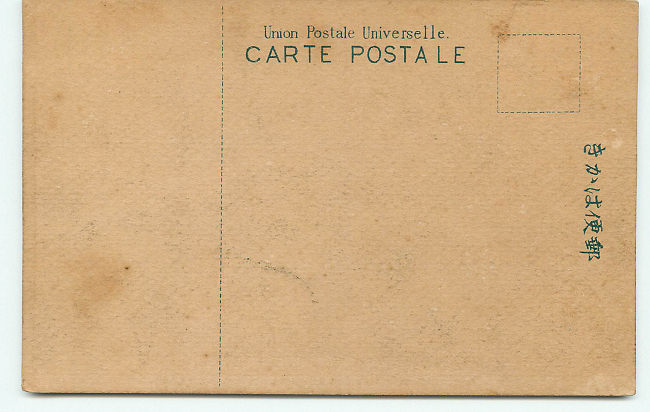 Union Postale Universelle.
CARTE POSTALE
郵便はかき